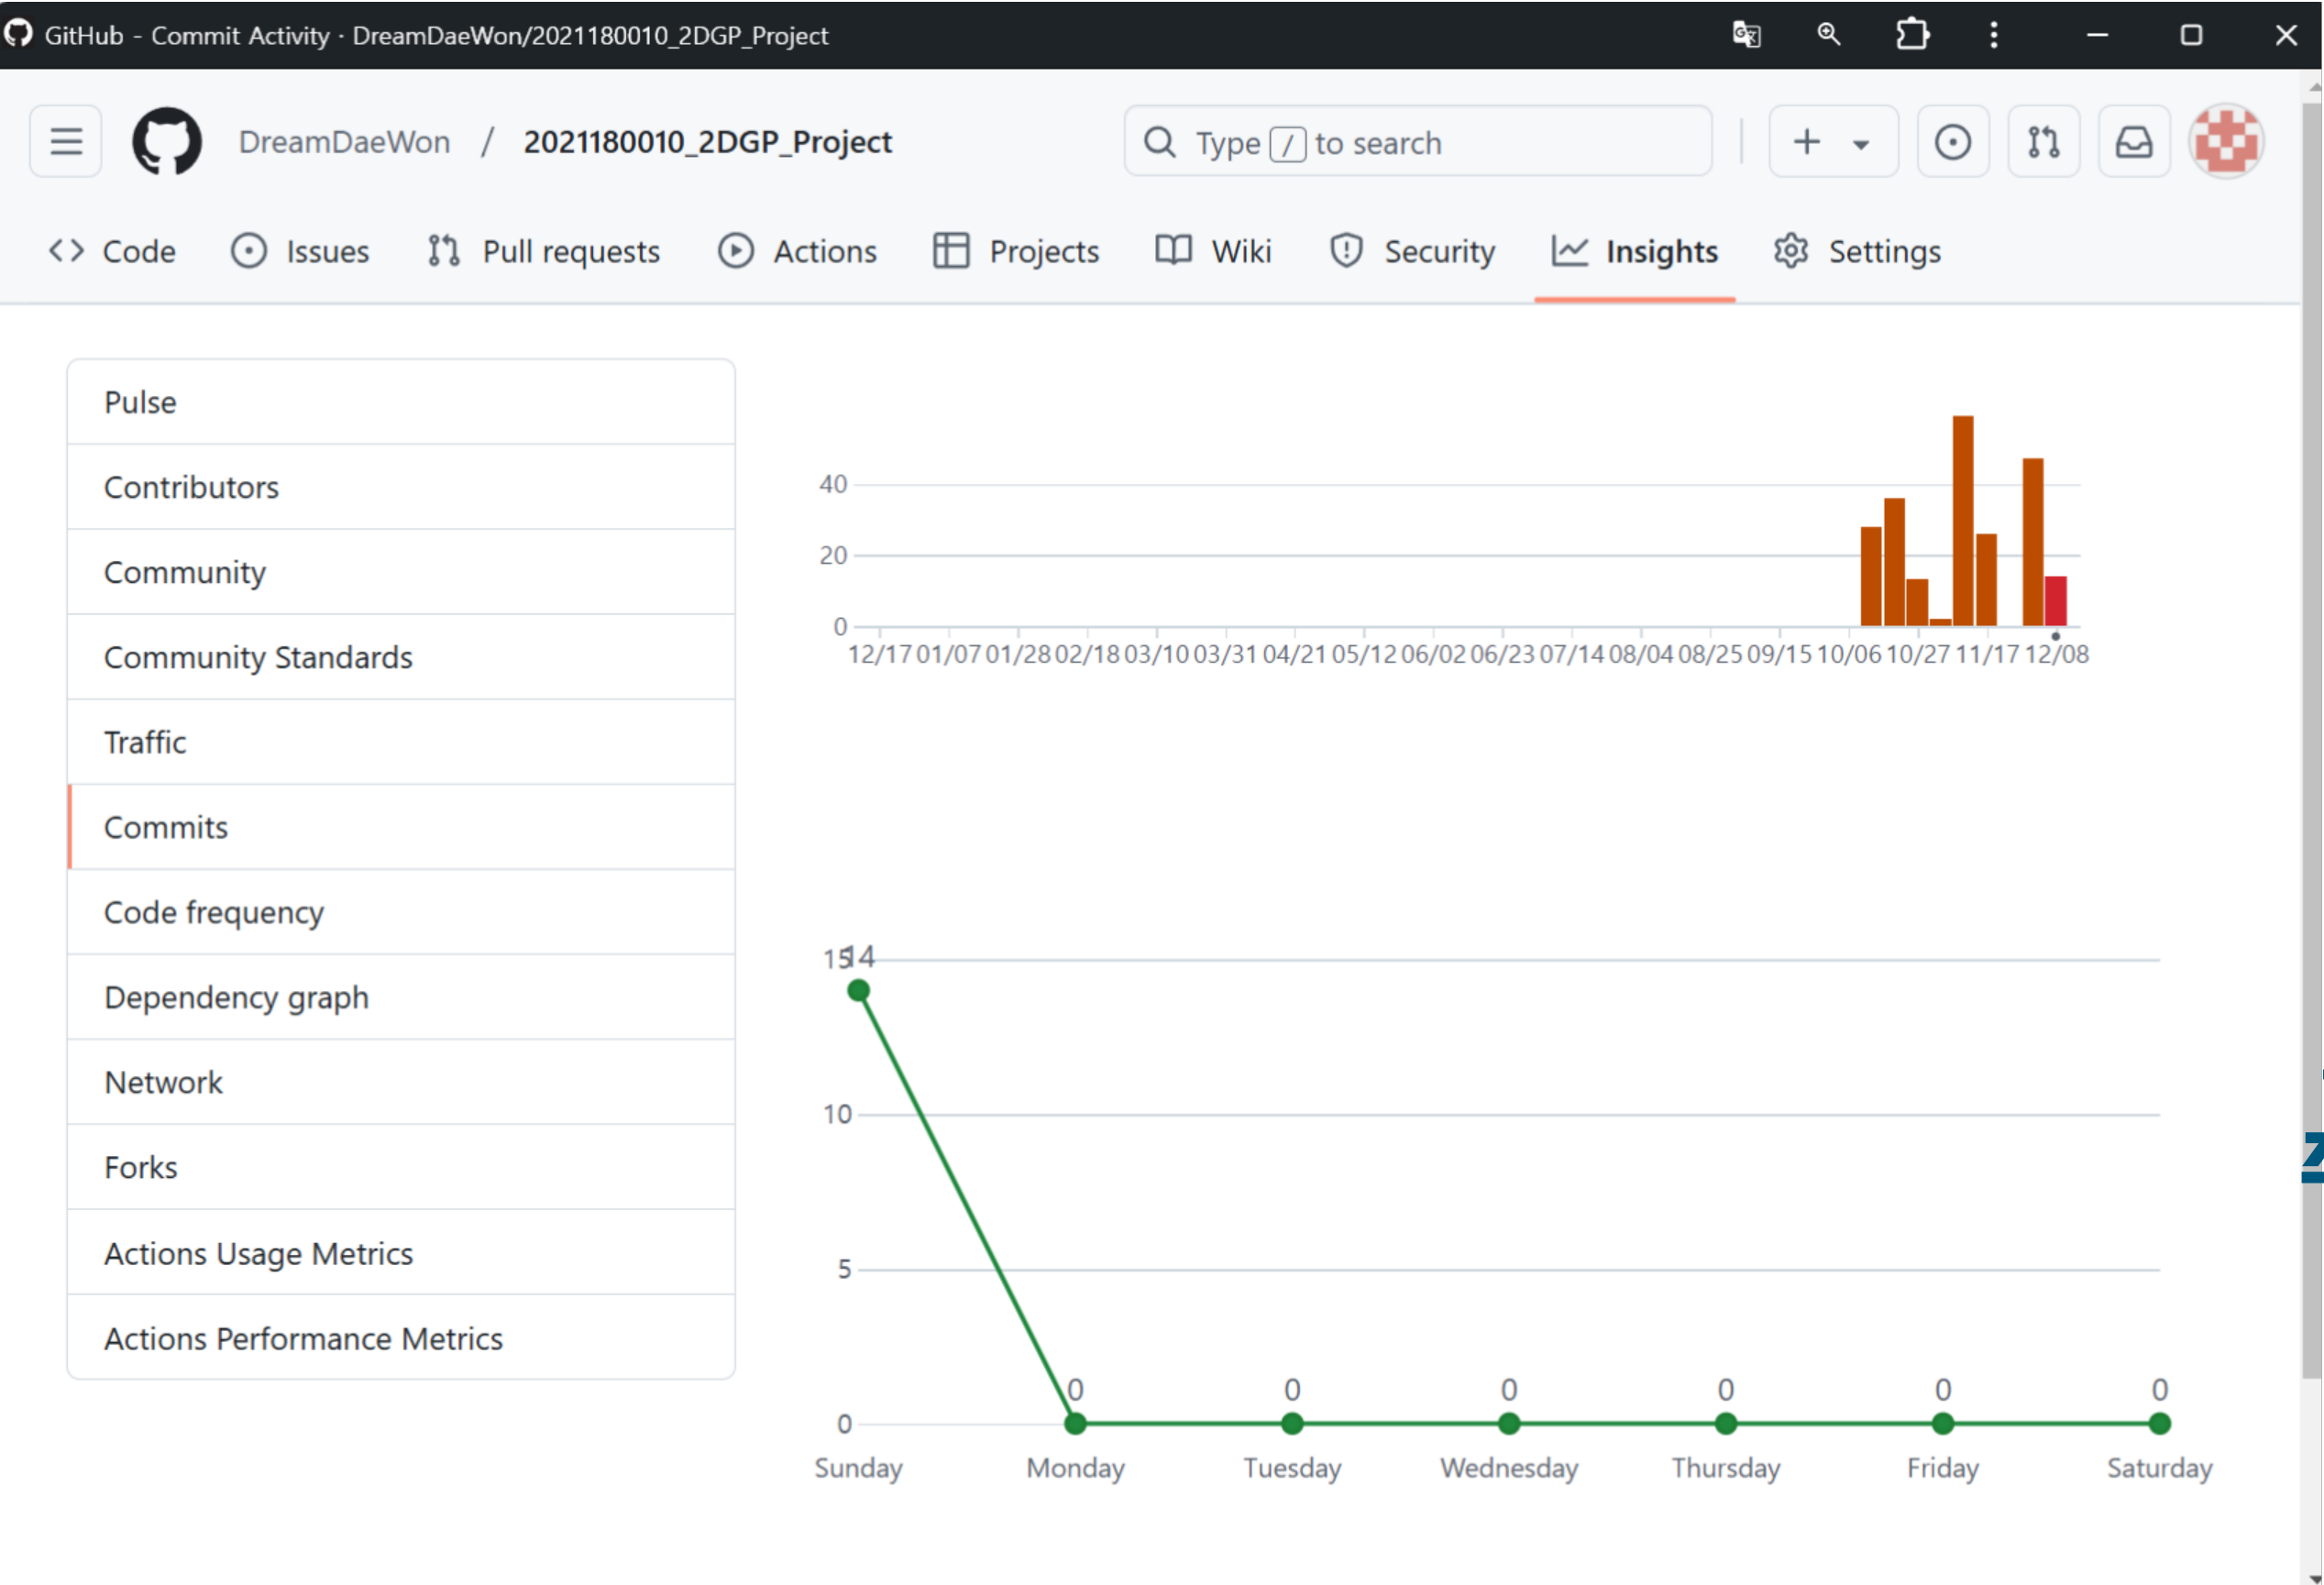 GitHub - Commit Activity · DreamDaeWon/2021180010_2DGP_Project
DreamDaeWon / 2021180010_2DGP_Project
Type / to search
Code Issues Pull requests Actions Projects Wiki Security Insights Settings
Pulse
Contributors
Community
Community Standards
Traffic
Commits
Code frequency
Dependency graph
Network
Forks
Actions Usage Metrics
Actions Performance Metrics
40
20
0
12/17 01/07 01/28 02/18 03/10 03/31 04/21 05/12 06/02 06/23 07/14 08/04 08/25 09/15 10/06 10/27 11/17 12/08
15 14
10
5
0 0 0 0 0 0 0
Sunday Monday Tuesday Wednesday Thursday Friday Saturday